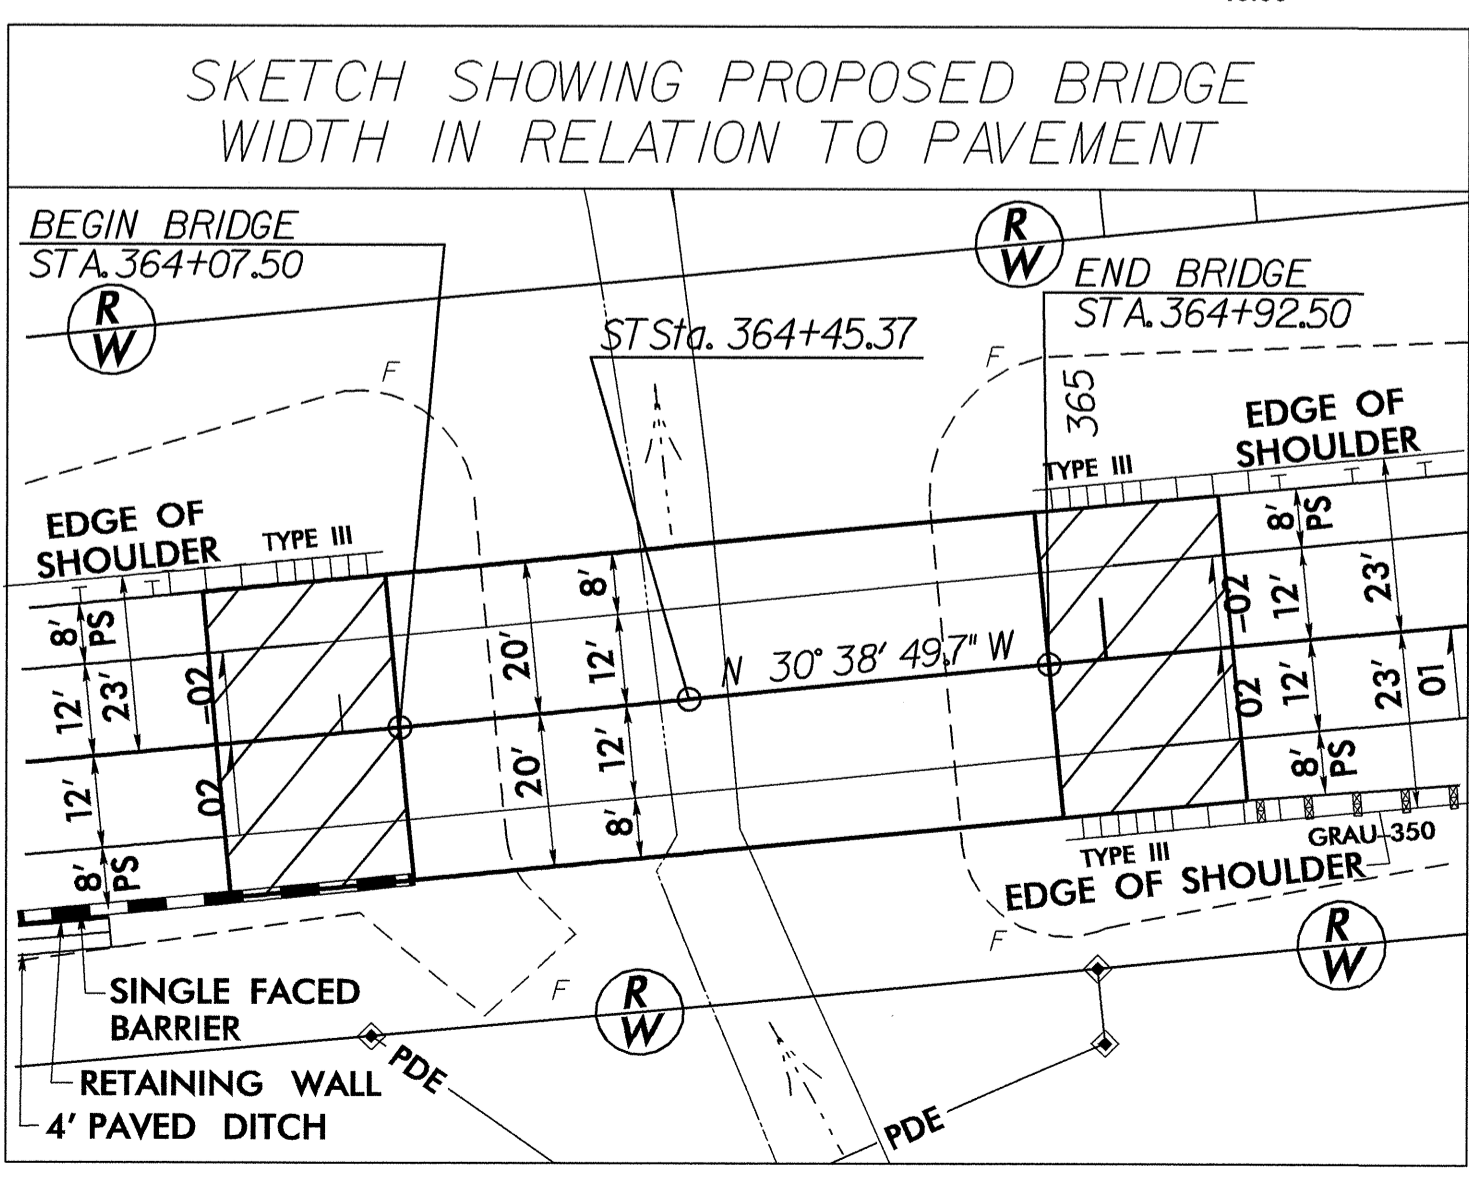 SKETCH SHOWING PROPOSED BRIDGE
WIDTH IN RELATION TO PAVEMENT
BEGIN BRIDGE
STA. 364+07.50
R
W
R
W
END BRIDGE
STA. 364+92.50
ST Sta. 364+45.37
F
F
365
EDGE OF
SHOULDER
TYPE III
EDGE OF
SHOULDER
TYPE III
8'
PS
12'
23'
-02
12'
02
8'
PS
20'
8'
12'
20'
12'
8'
N 30° 38' 49.7" W
-02
8'
PS
12'
23'
02
12'
23'
01
8'
PS
TYPE III
GRAU-350
EDGE OF SHOULDER
F
F
R
W
R
W
SINGLE FACED
BARRIER
RETAINING WALL
4' PAVED DITCH
PDE
PDE